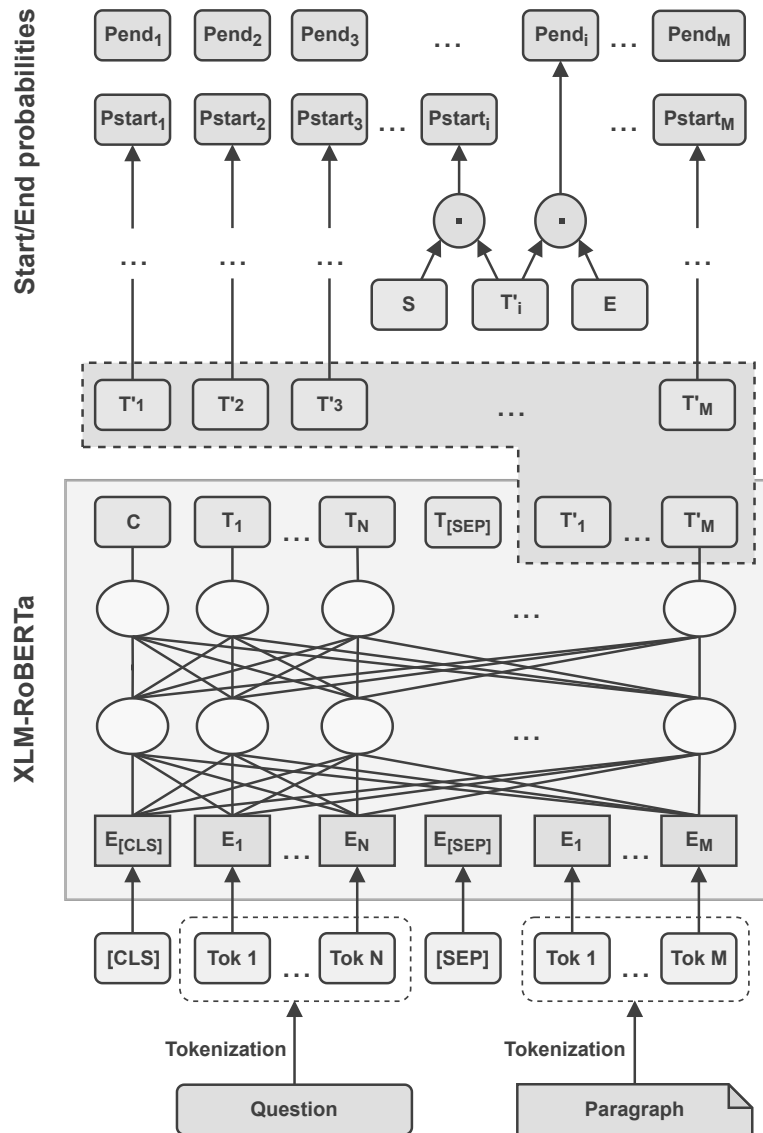 Start/End probabilities
Pend1 Pend2 Pend3 ... Pendi ... PendM
Pstart1 Pstart2 Pstart3 ... Pstarti ... PstartM
... ... ... ...
S T'i E
T'1 T'2 T'3 ... T'M
XLM-RoBERTa
C T1 ... TN T[SEP] T'1 ... T'M
...
...
E[CLS] E1 ... EN E[SEP] E1 ... EM
[CLS] Tok 1 ... Tok N [SEP] Tok 1 ... Tok M
Tokenization Tokenization
Question Paragraph